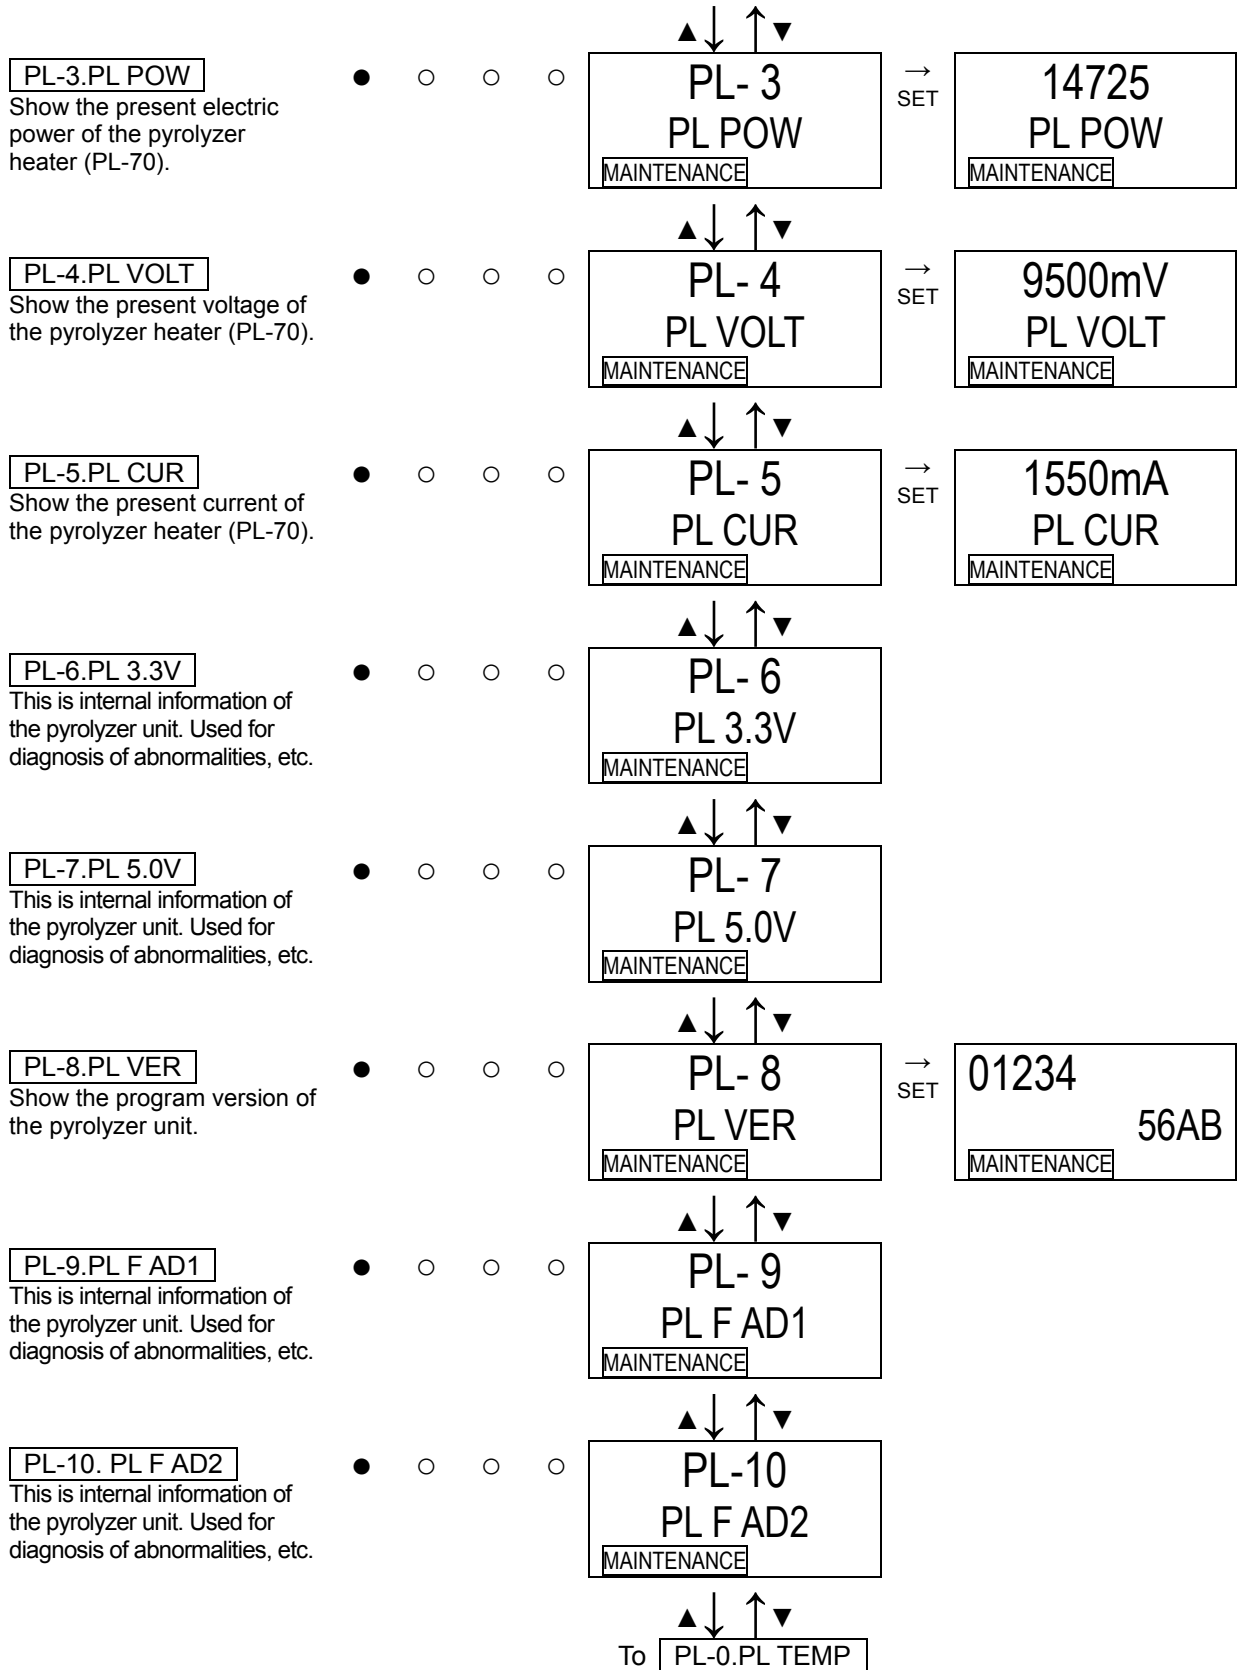 ▲↓ ↑▼
PL-3.PL POW
Show the present electric
power of the pyrolyzer
heater (PL-70).
● ○ ○ ○
PL- 3
PL POW
MAINTENANCE
→
SET
14725
PL POW
MAINTENANCE
▲↓ ↑▼
PL-4.PL VOLT
Show the present voltage of
the pyrolyzer heater (PL-70).
● ○ ○ ○
PL- 4
PL VOLT
MAINTENANCE
→
SET
9500mV
PL VOLT
MAINTENANCE
▲↓ ↑▼
PL-5.PL CUR
Show the present current of
the pyrolyzer heater (PL-70).
● ○ ○ ○
PL- 5
PL CUR
MAINTENANCE
→
SET
1550mA
PL CUR
MAINTENANCE
▲↓ ↑▼
PL-6.PL 3.3V
This is internal information of
the pyrolyzer unit. Used for
diagnosis of abnormalities, etc.
● ○ ○ ○
PL- 6
PL 3.3V
MAINTENANCE
▲↓ ↑▼
PL-7.PL 5.0V
This is internal information of
the pyrolyzer unit. Used for
diagnosis of abnormalities, etc.
● ○ ○ ○
PL- 7
PL 5.0V
MAINTENANCE
▲↓ ↑▼
PL-8.PL VER
Show the program version of
the pyrolyzer unit.
● ○ ○ ○
PL- 8
PL VER
MAINTENANCE
→
SET
01234
56AB
MAINTENANCE
▲↓ ↑▼
PL-9.PL F AD1
This is internal information of
the pyrolyzer unit. Used for
diagnosis of abnormalities, etc.
● ○ ○ ○
PL- 9
PL F AD1
MAINTENANCE
▲↓ ↑▼
PL-10. PL F AD2
This is internal information of
the pyrolyzer unit. Used for
diagnosis of abnormalities, etc.
● ○ ○ ○
PL-10
PL F AD2
MAINTENANCE
▲↓ ↑▼
To PL-0.PL TEMP